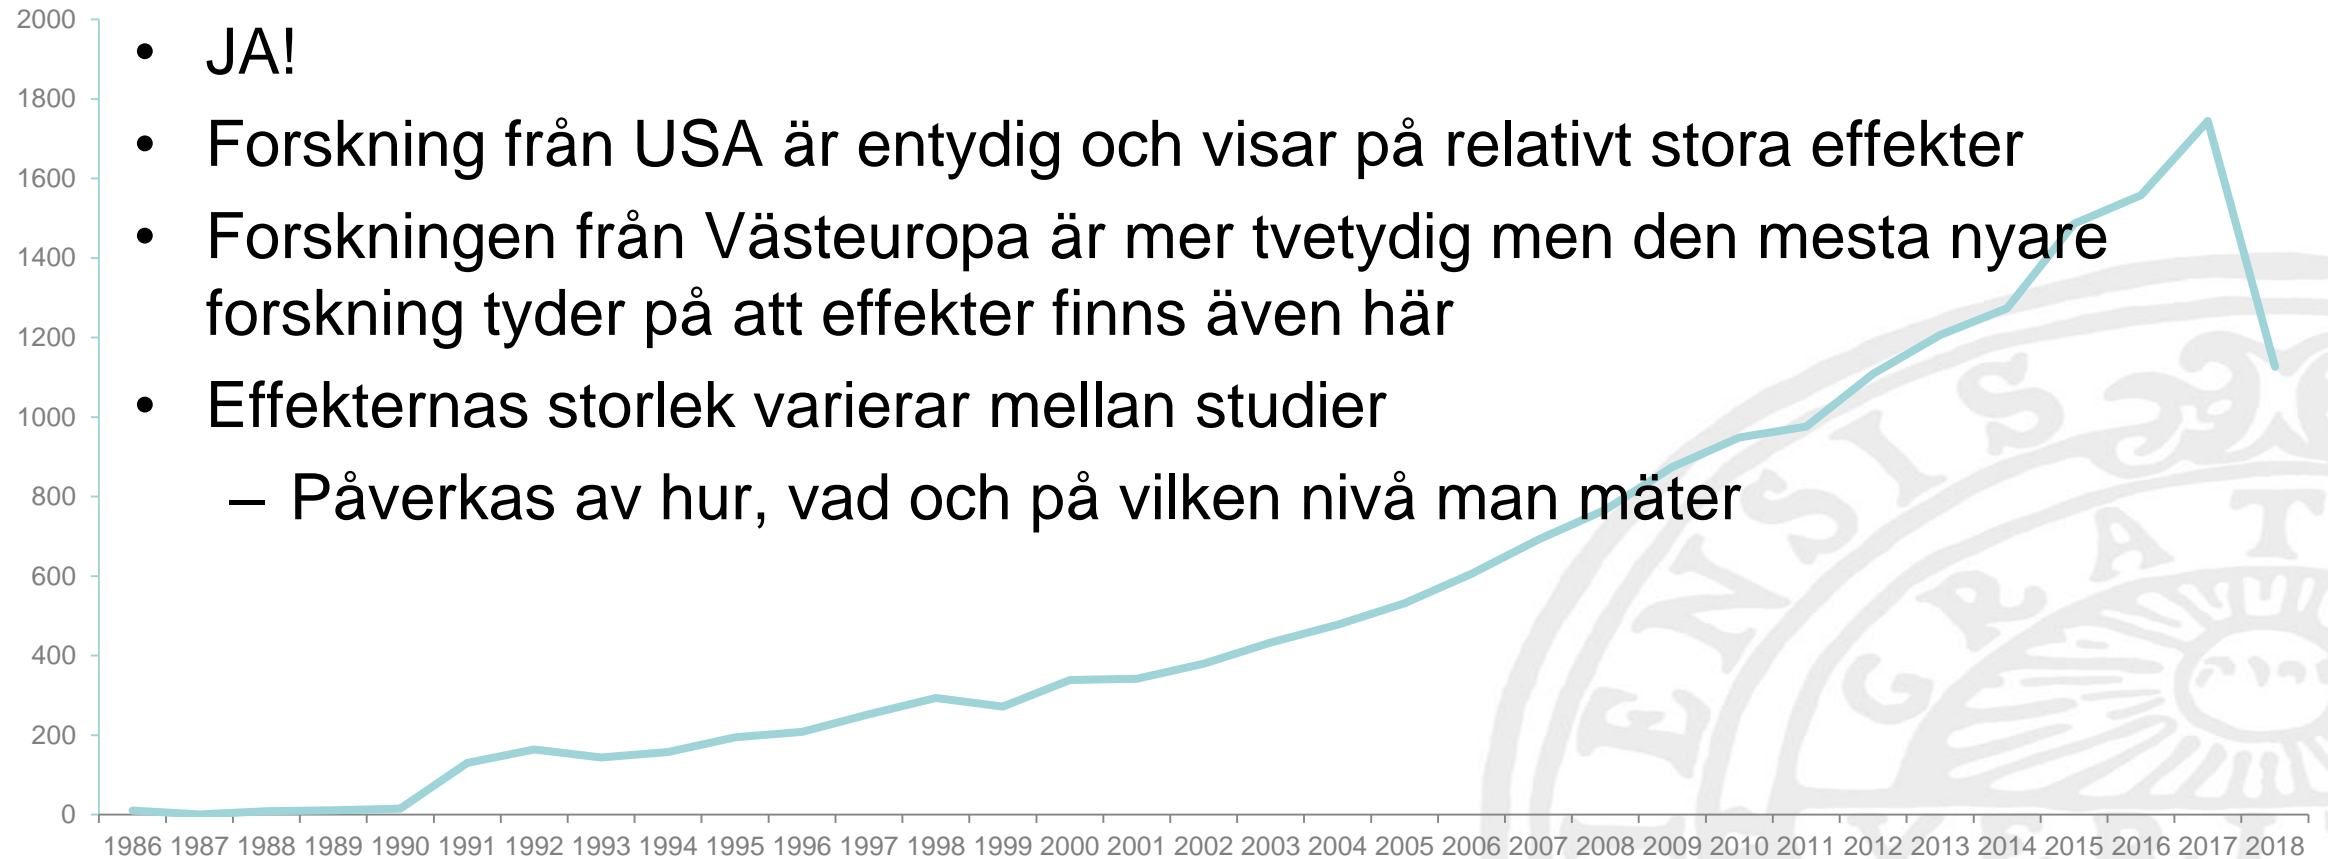 • JA!
• Forskning från USA är entydig och visar på relativt stora effekter
• Forskningen från Västeuropa är mer tvetydig men den mesta nyare
forskning tyder på att effekter finns även här
• Effekternas storlek varierar mellan studier
– Påverkas av hur, vad och på vilken nivå man mäter
2000
1800
1600
1400
1200
1000
800
600
400
200
0
1986 1987 1988 1989 1990 1991 1992 1993 1994 1995 1996 1997 1998 1999 2000 2001 2002 2003 2004 2005 2006 2007 2008 2009 2010 2011 2012 2013 2014 2015 2016 2017 2018
ENSIS
GRAT